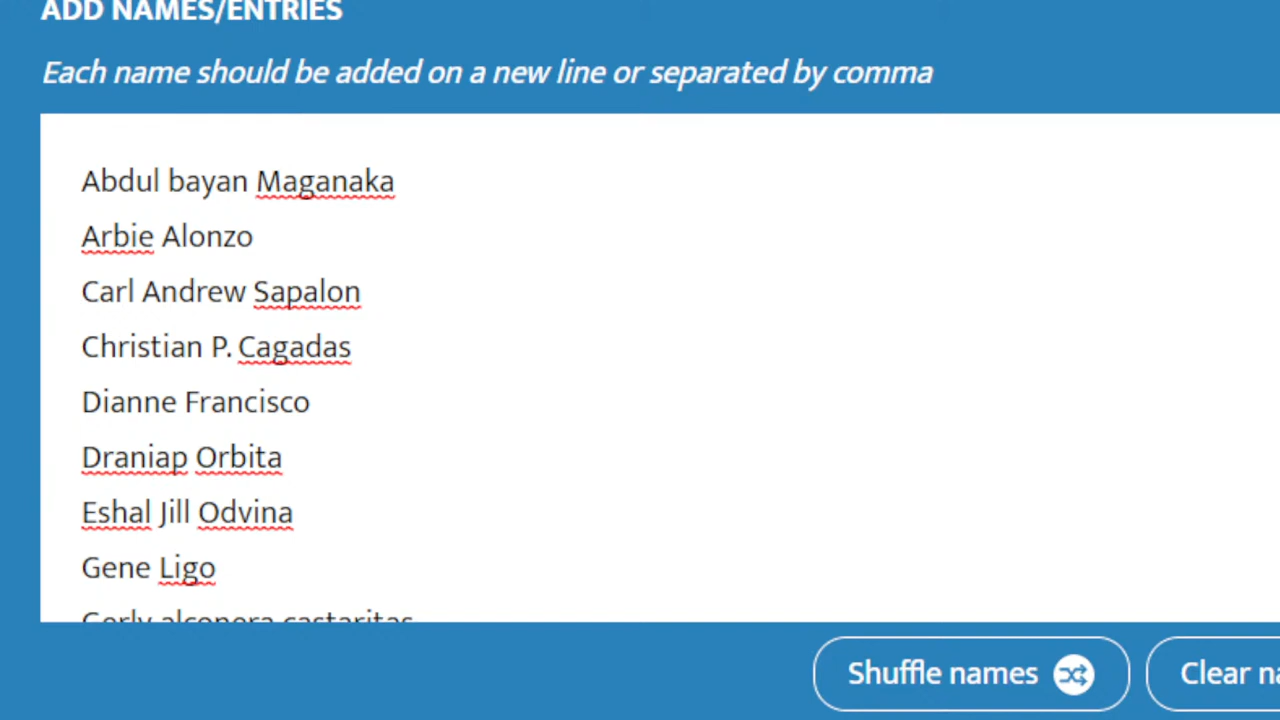 ADD NAMES/ENTRIES
Each name should be added on a new line or separated by comma
Abdul bayan Maganaka
Arbie Alonzo
Carl Andrew Sapalon
Christian P. Cagadas
Dianne Francisco
Draniap Orbita
Eshal Jill Odvina
Gene Ligo
Shuffle names
Clear